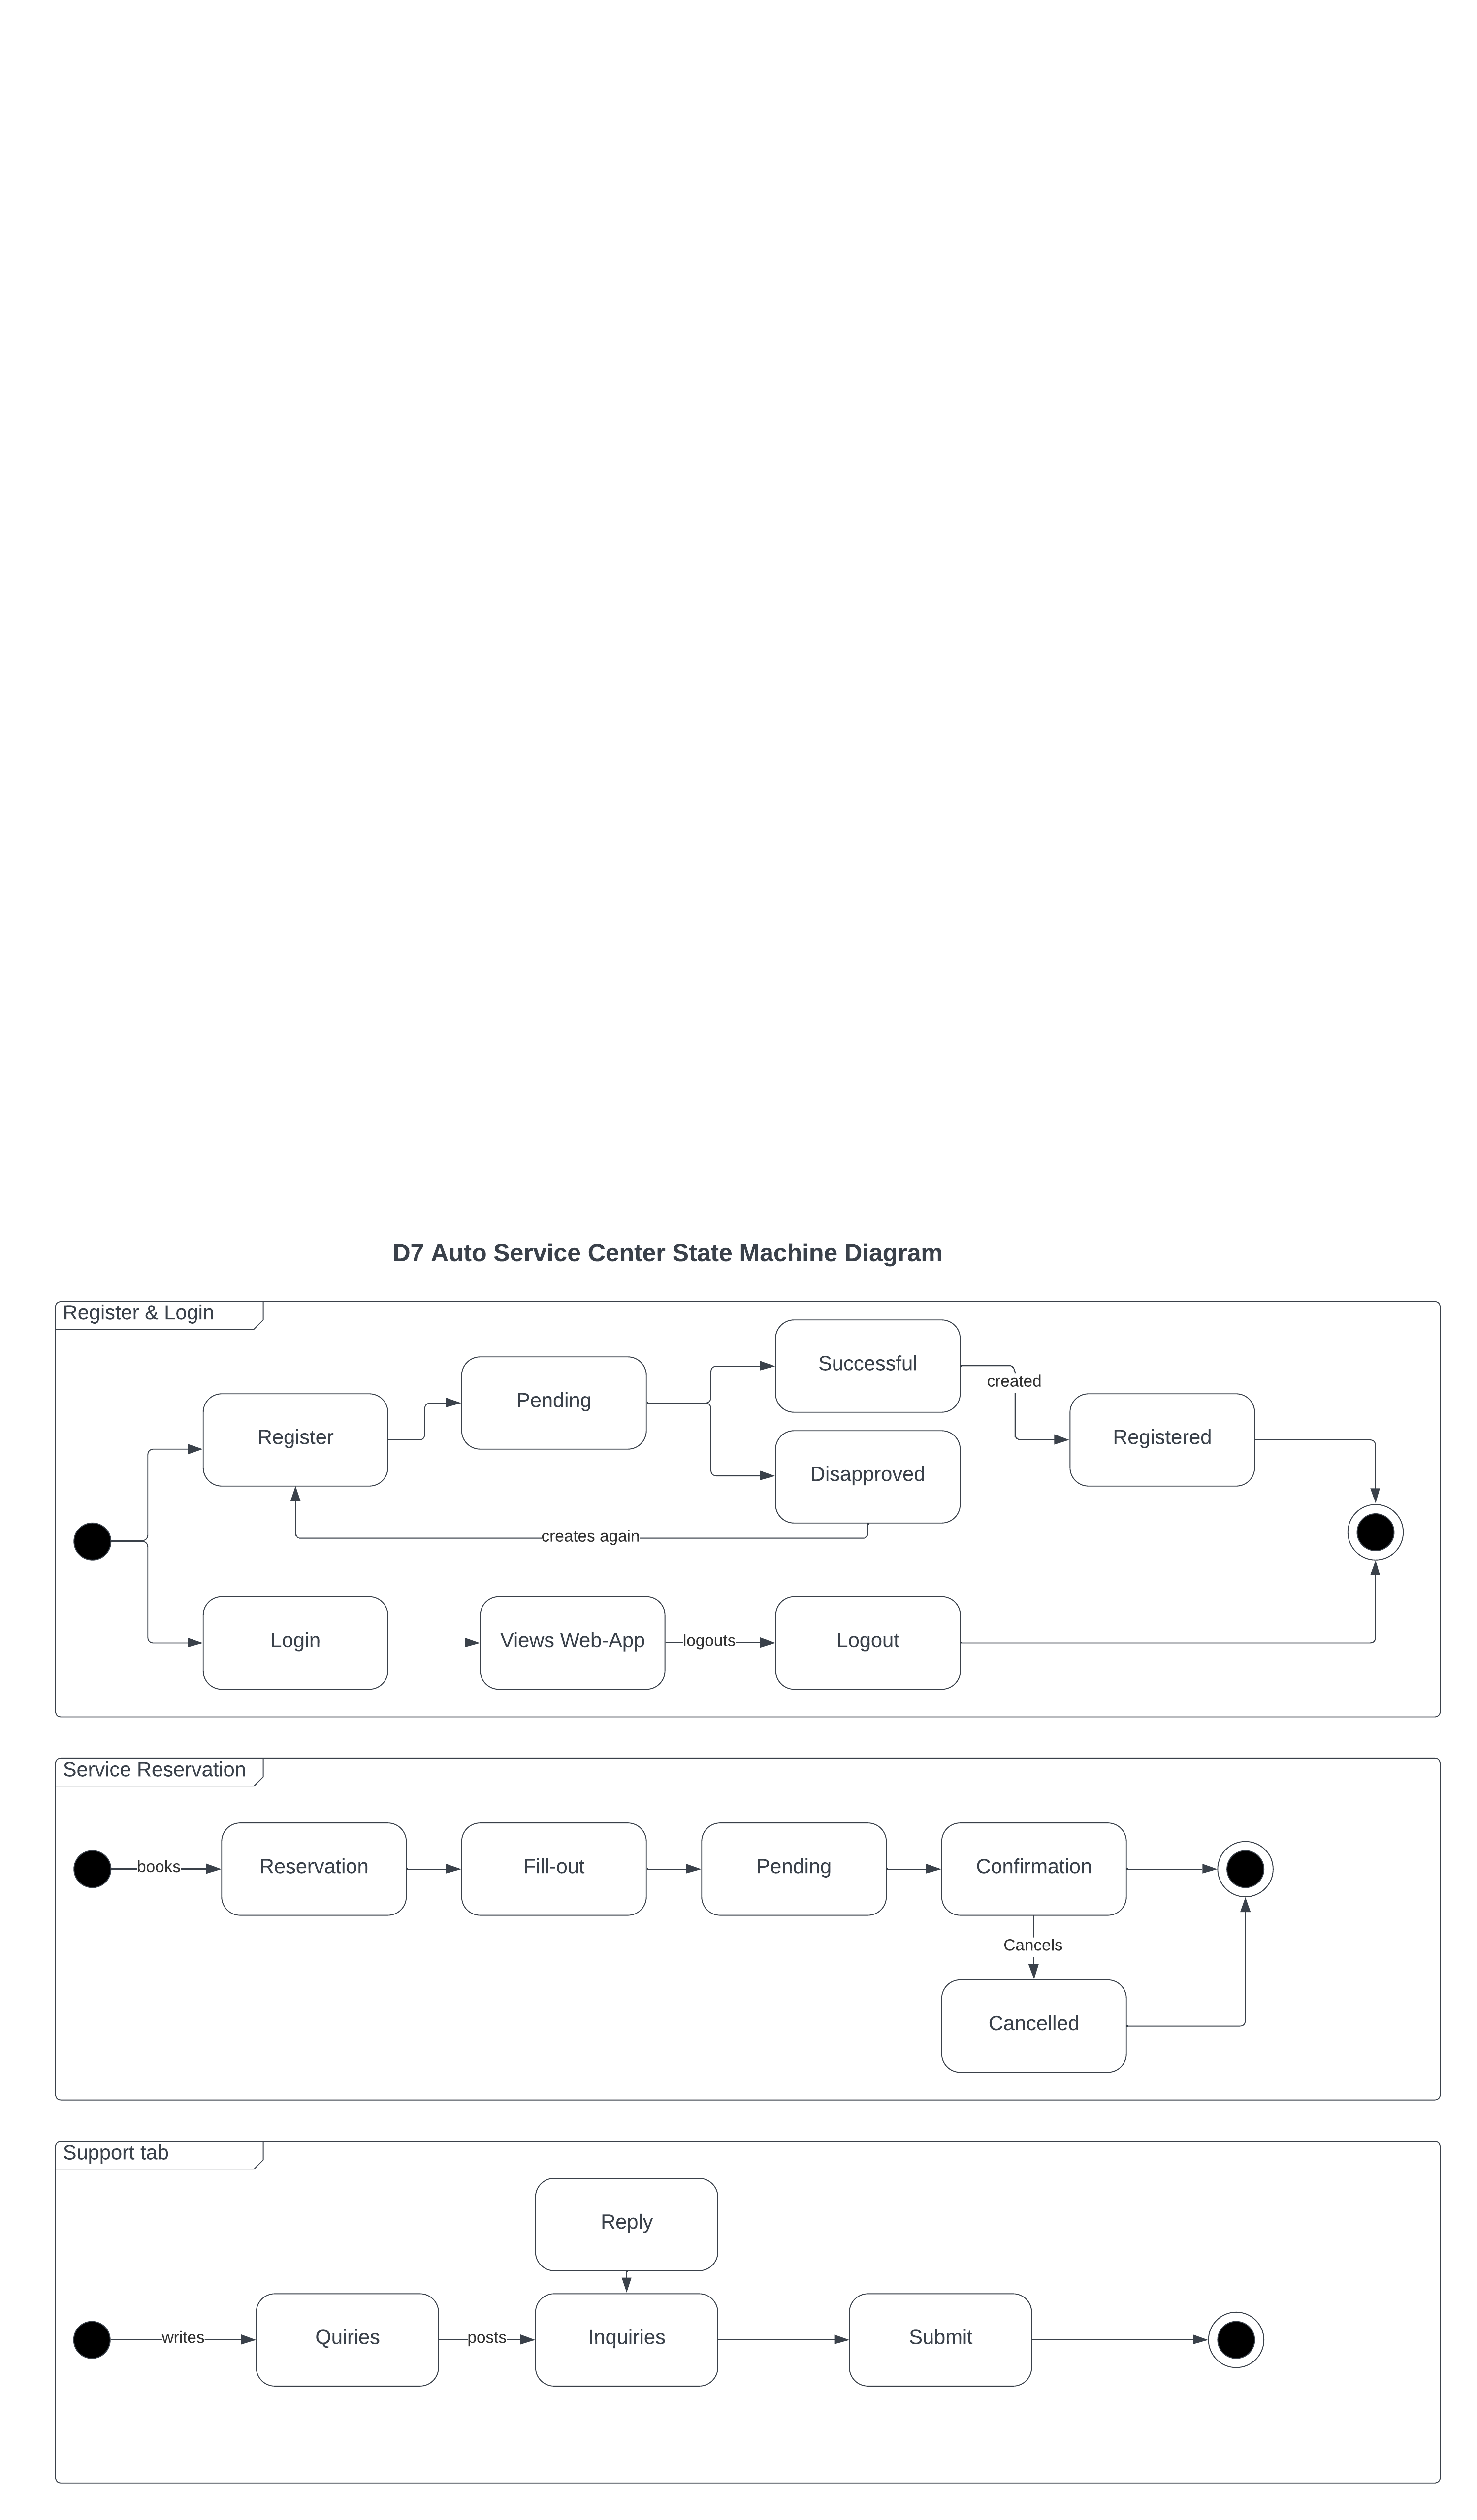 D7 Auto Service Center State Machine Diagram
Register & Login
Successful
Pending
created
Register
Registered
Disapproved
creates again
Login
Views Web-App
logouts
Logout
Service Reservation
books
Reservation
Fill-out
Pending
Confirmation
Cancels
Cancelled
Support tab
Reply
writes
Quiries
posts
Inquiries
Submit